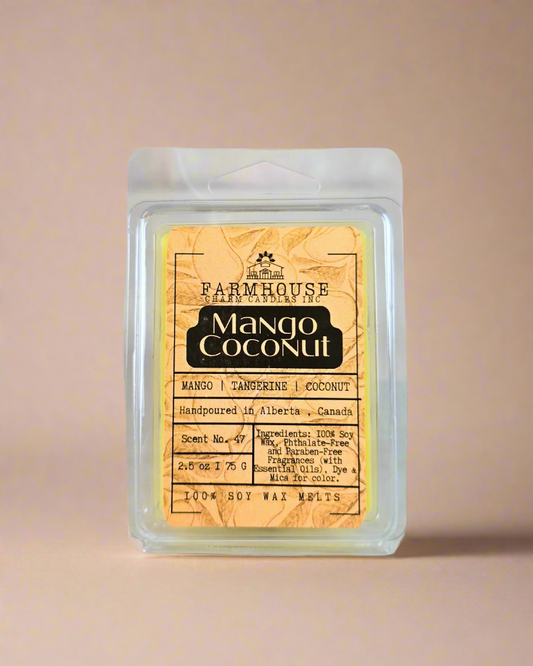 FARMHOUSE
CHARM CANDLES INC
Mango
Coconut
MANGO | TANGERINE | COCONUT
Handpoured in Alberta , Canada
Scent No. 47
2.5 oz I 75 G
Ingredients: 100% Soy
Wax, Phthalate-Free
and Paraben-Free
Fragrances (with
Essential Oils), Dye &
Mica for color.
100% SOY WAX MELTS